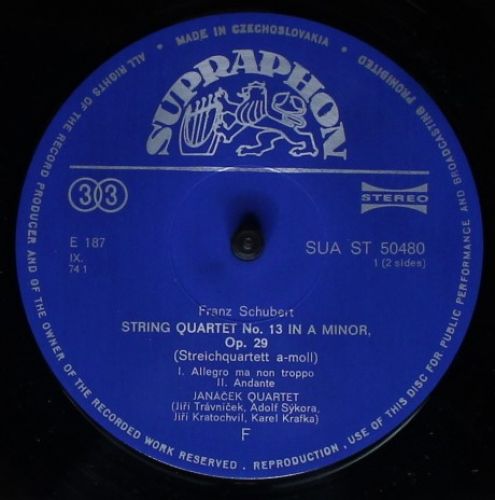 MADE IN CZECHOSLOVAKIA • ALL RIGHTS OF THE RECORD PRODUCER AND OF THE OWNER OF THE RECORDED WORK RESERVED . REPRODUCTION , USE OF THIS DISC FOR PUBLIC PERFORMANCE AND BROADCASTING PROHIBITED
SUPRAPHON
33
STEREO
E 187
SUA ST 50480
IX.
1 (2 sides)
74 1
Franz Schubert
STRING QUARTET No. 13 IN A MINOR,
Op. 29
(Streichquartett a-moll)
I. Allegro ma non troppo
II. Andante
JANÁČEK QUARTET
(Jiří Trávníček, Adolf Sýkora,
Jiří Kratochvil, Karel Krafka)
F